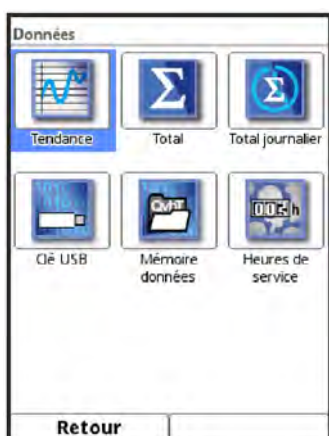 Données
Tendance
Total
Total journalier
Clé USB
Mémoire
données
Heures de
service
Retour